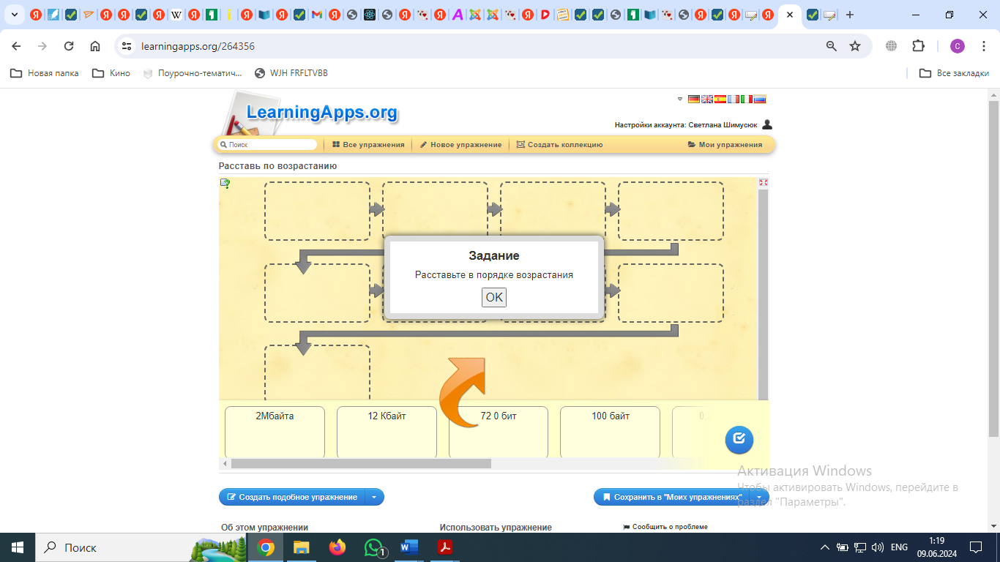 learningapps.org/264356
Новая папка
Кино
Поурочно-тематич...
WJH FRFLTVBB
Все закладки
LearningApps.org
Настройки аккаунта: Светлана Шимусюк
Поиск
Все упражнения
Новое упражнение
Создать коллекцию
Мои упражнения
Расставь по возрастанию
Задание
Расставьте в порядке возрастания
OK
2Мбайта
12 Кбайт
72 0 бит
100 байт
Активация Windows
Чтобы активировать Windows, перейдите в
раздел "Параметры".
Создать подобное упражнение
Сохранить в "Моих упражнениях"
Об этом упражнении
Использовать упражнение
Сообщить о проблеме
Поиск
1
ENG
1:19
09.06.2024